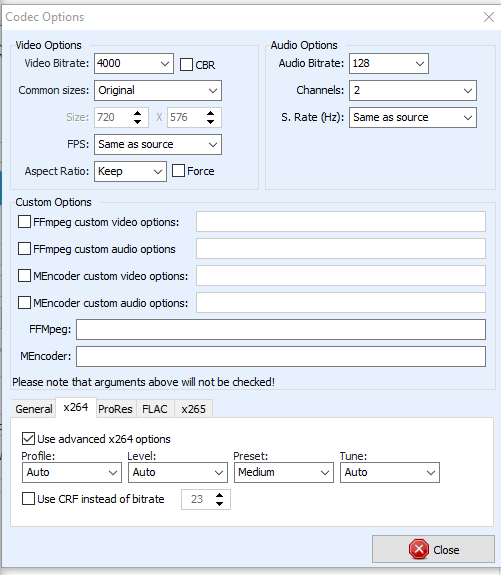 Codec Options
Video Options
Video Bitrate: 4000 CBR
Common sizes: Original
Size: 720 X 576
FPS: Same as source
Aspect Ratio: Keep Force
Audio Options
Audio Bitrate: 128
Channels: 2
S. Rate (Hz): Same as source
Custom Options
FFmpeg custom video options:
FFmpeg custom audio options
MEncoder custom video options:
MEncoder custom audio options:
FFMpeg:
MEncoder:
Please note that arguments above will not be checked!
General x264 ProRes FLAC x265
Use advanced x264 options
Profile: Level: Preset: Tune:
Auto Auto Medium Auto
Use CRF instead of bitrate 23
Close